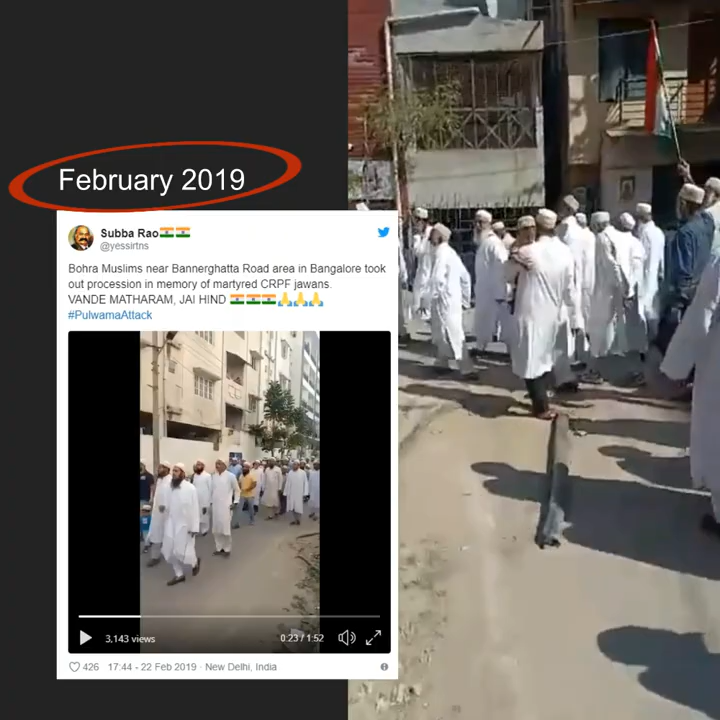 February 2019
Subba Rao🇮🇳🇮🇳
@yessirtns
Bohra Muslims near Bannerghatta Road area in Bangalore took
out procession in memory of martyred CRPF jawans.
VANDE MATHARAM, JAI HIND 🇮🇳🇮🇳🇮🇳🙏🙏🙏
#PulwamaAttack
3,143 views
0:23 / 1:52
426 17:44 - 22 Feb 2019 · New Delhi, India